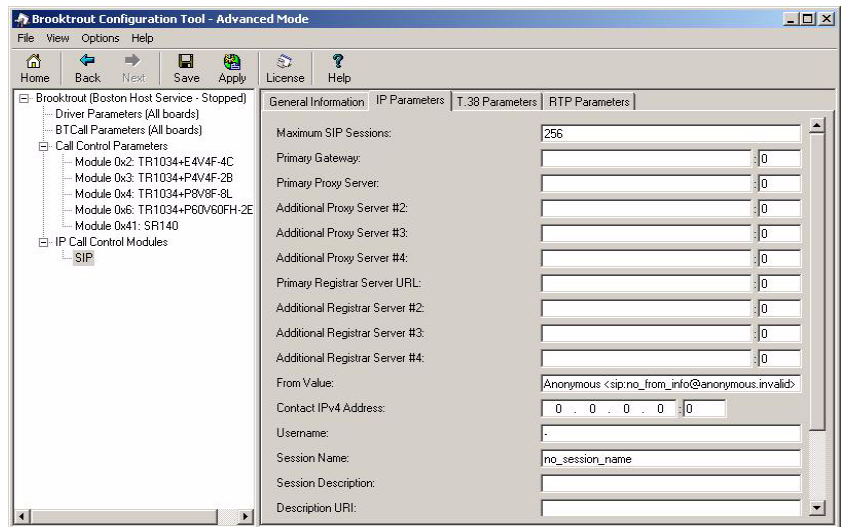 Brooktrout Configuration Tool - Advanced Mode
File View Options Help
Home Back Next Save Apply License Help
Brooktrout (Boston Host Service - Stopped)
Driver Parameters (All boards)
BTCall Parameters (All boards)
Call Control Parameters
Module 0x2: TR1034+E4V4F-4C
Module 0x3: TR1034+P4V4F-2B
Module 0x4: TR1034+P8V8F-8L
Module 0x6: TR1034+P60V60FH-2E
Module 0x41: SR140
IP Call Control Modules
SIP
General Information IP Parameters T.38 Parameters RTP Parameters
Maximum SIP Sessions: 256
Primary Gateway: :0
Primary Proxy Server: :0
Additional Proxy Server #2: :0
Additional Proxy Server #3: :0
Additional Proxy Server #4: :0
Primary Registrar Server URL: :0
Additional Registrar Server #2: :0
Additional Registrar Server #3: :0
Additional Registrar Server #4: :0
From Value: Anonymous <sip:no_from_info@anonymous.invalid>
Contact IPv4 Address: 0 . 0 . 0 . 0 :0
Username: -
Session Name: no_session_name
Session Description:
Description URI: